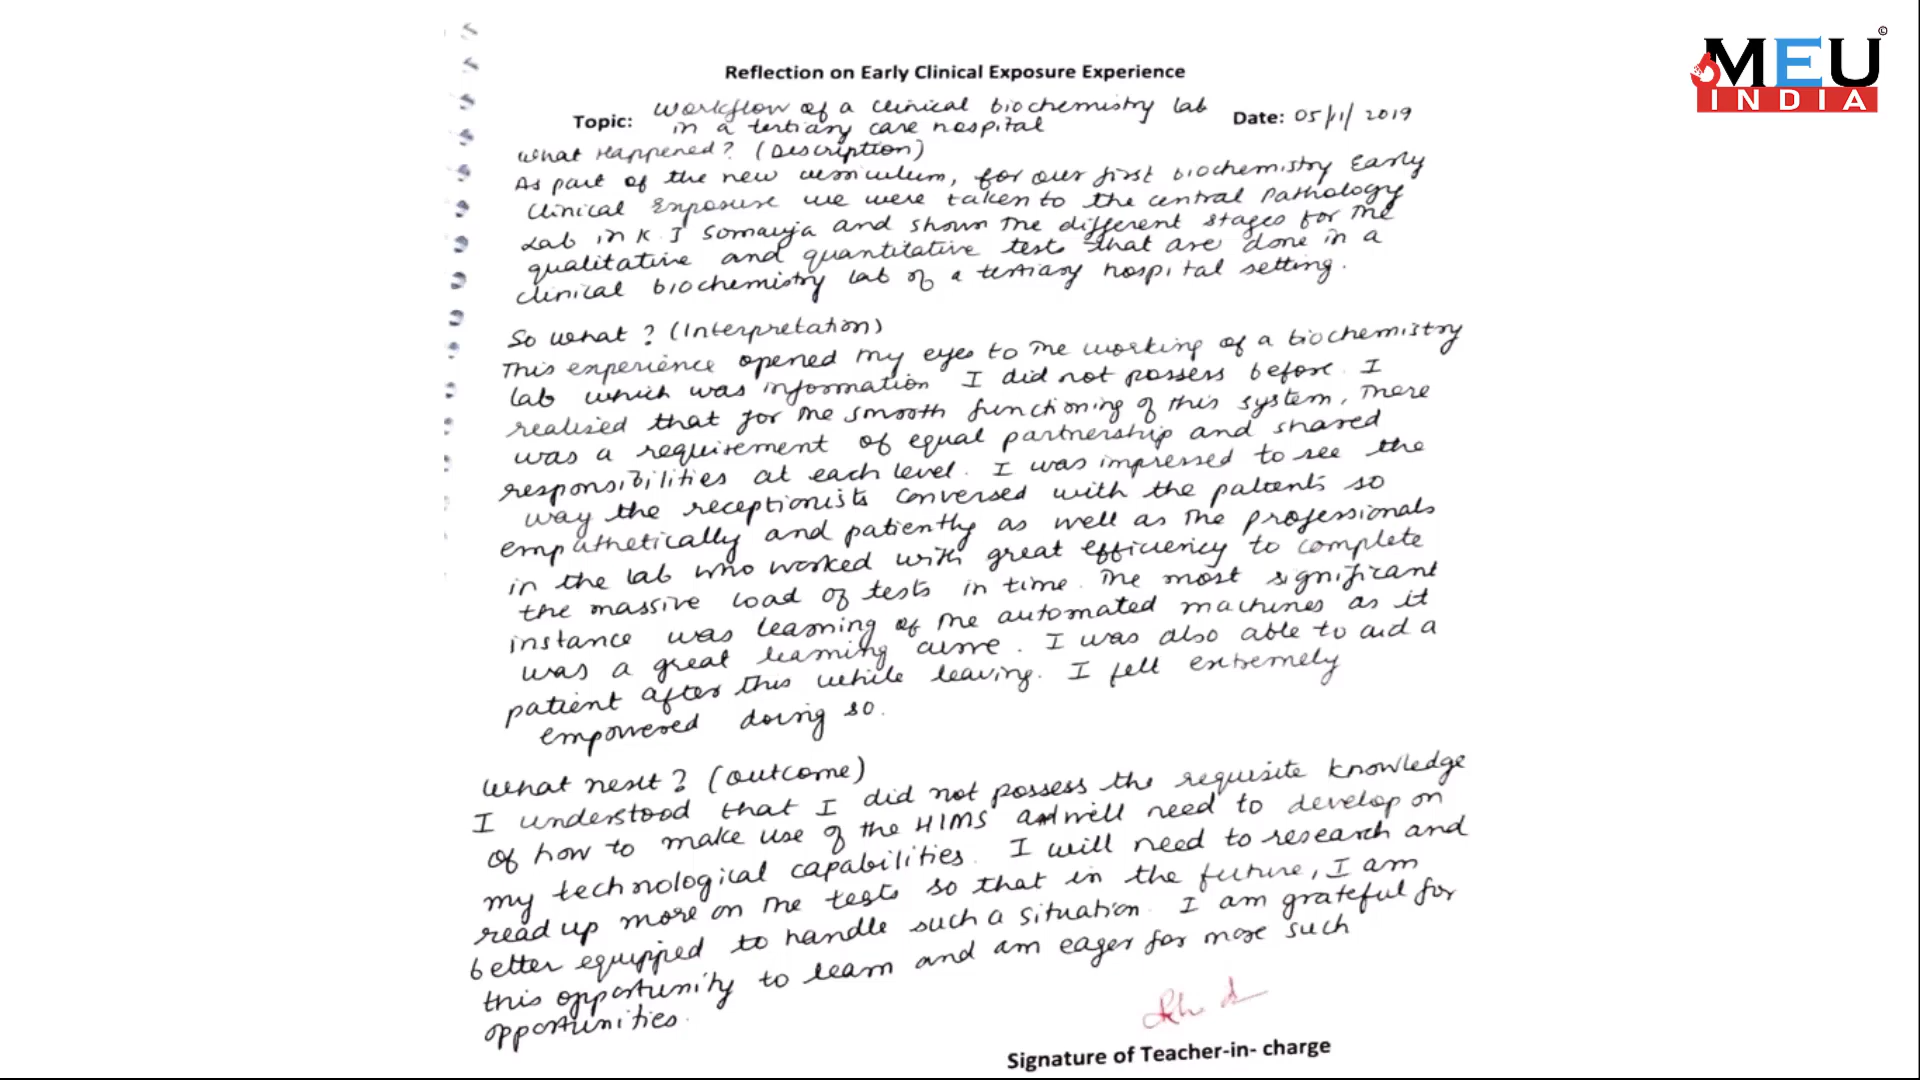 MEU
INDIA
©
Reflection on Early Clinical Exposure Experience
Topic: Workflow of a clinical biochemistry lab
in a tertiary care hospital
Date: 05/11/2019
What Happened? (Description)
As part of the new curriculum, for our first biochemistry Early
Clinical Exposure we were taken to the central Pathology
Lab in K. J Somaiya and shown the different stages for the
qualitative and quantitative tests that are done in a
clinical biochemistry lab of a tertiary hospital setting.
So what? (Interpretation)
This experience opened my eyes to the working of a biochemistry
lab which was information I did not possess before. I
realised that for the smooth functioning of this system, there
was a requirement of equal partnership and shared
responsibilities at each level. I was impressed to see the
way the receptionists conversed with the patients so
empathetically and patiently as well as the professionals
in the lab who worked with great efficiency to complete
the massive load of tests in time. The most significant
instance was learning of the automated machines as it
was a great learning curve. I was also able to aid a
patient after this while leaving. I felt extremely
empowered doing so.
What next? (Outcome)
I understood that I did not possess the requisite knowledge
of how to make use of the HIMS and will need to develop on
my technological capabilities. I will need to research and
read up more on the tests so that in the future, I am
better equipped to handle such a situation. I am grateful for
this opportunity to learn and am eager for more such
opportunities.
Signature of Teacher-in- charge